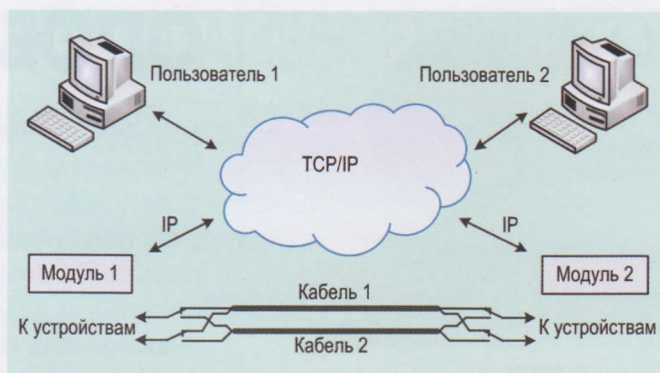 Пользователь 1
Пользователь 2
TCP/IP
IP
IP
Модуль 1
Модуль 2
Кабель 1
К устройствам
К устройствам
Кабель 2